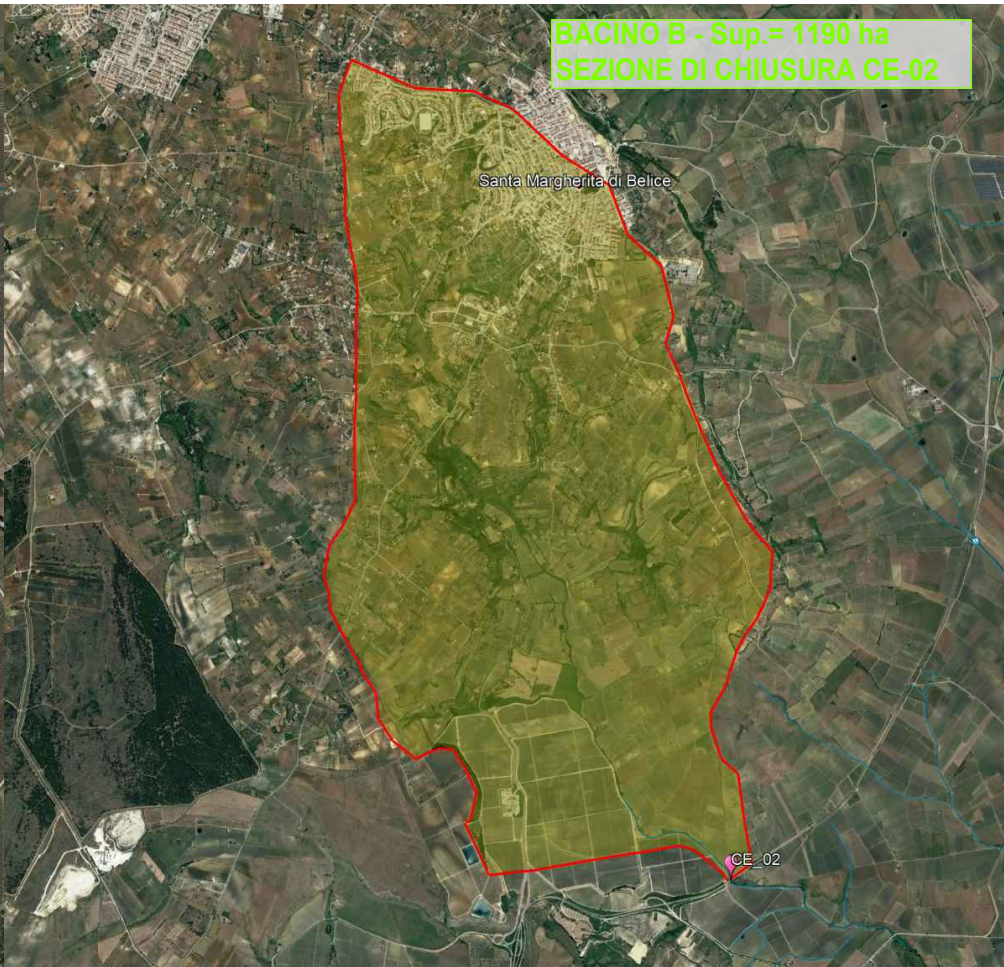 BACINO B - Sup.= 1190 ha
SEZIONE DI CHIUSURA CE-02
Santa Margherita di Belice
CE_02